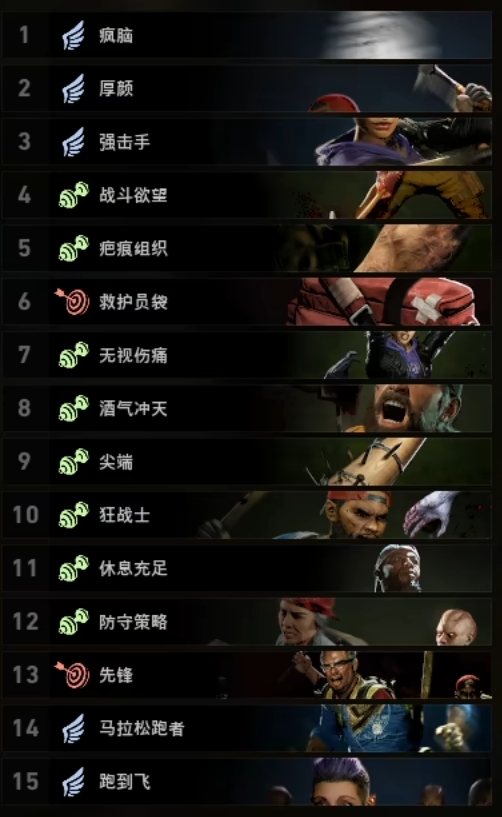 1 疯脑
2 厚颜
3 强击手
4 战斗欲望
5 疤痕组织
6 救护员袋
7 无视伤痛
8 酒气冲天
9 尖端
10 狂战士
11 休息充足
12 防守策略
13 先锋
14 马拉松跑者
15 跑到飞